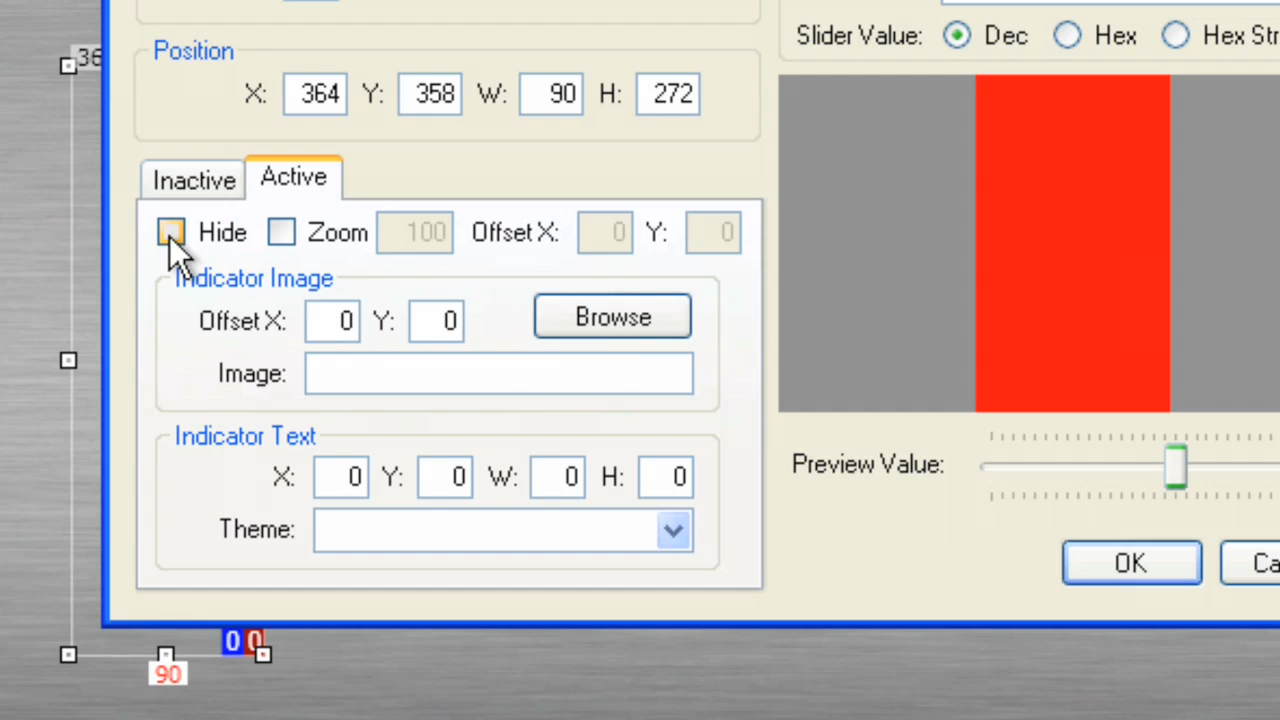 36
Position
X: 364 Y: 358 W: 90 H: 272
Inactive Active
Hide Zoom 100 Offset X: 0 Y: 0
Indicator Image
Offset X: 0 Y: 0 Browse
Image:
Indicator Text
X: 0 Y: 0 W: 0 H: 0
Theme:
Slider Value: Dec Hex Hex Str
Preview Value:
OK Ca
0 0
90